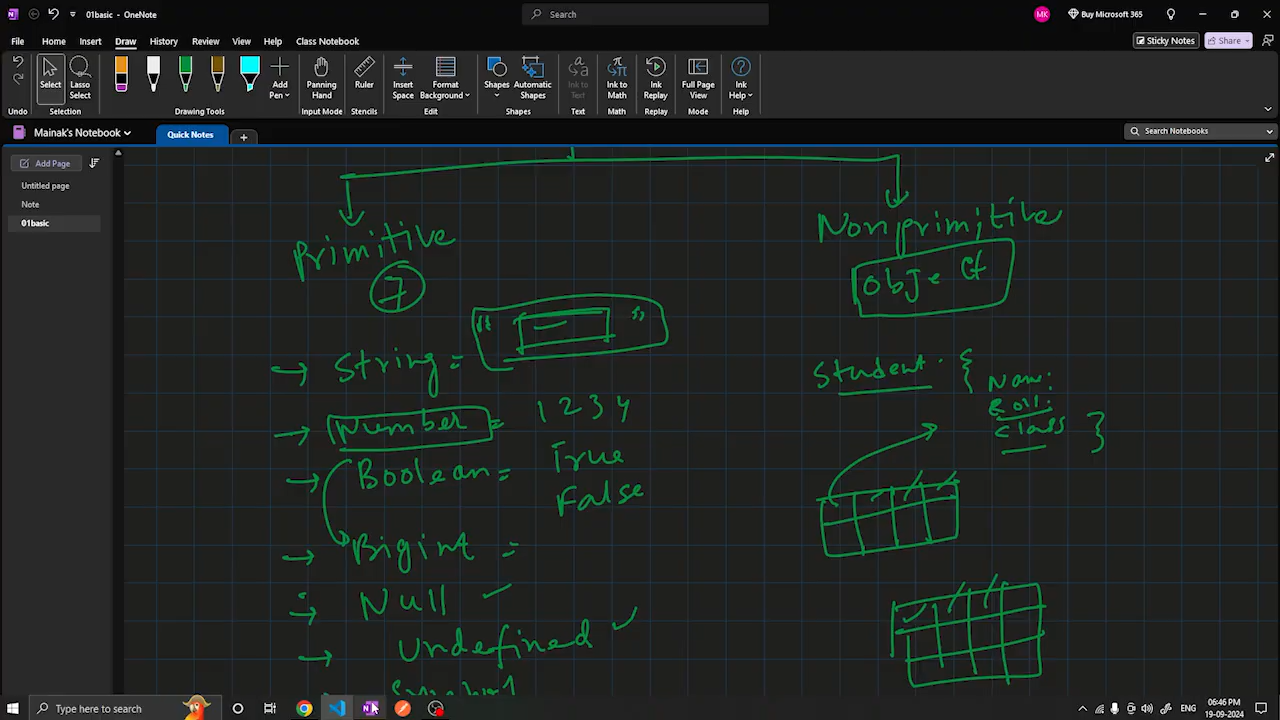 01basic - OneNote
Search
MK
Buy Microsoft 365
File Home Insert Draw History Review View Help Class Notebook
Sticky Notes
Share
Undo
Select
Lasso Select
Add Pen
Panning Hand
Ruler
Insert Space
Format Background
Shapes
Automatic Shapes
Ink to Text
Ink to Math
Ink Replay
Full Page View
Ink Help
Undo
Selection
Drawing Tools
Input Mode
Stencils
Edit
Shapes
Text
Math
Replay
Mode
Help
Mainak's Notebook
Quick Notes
+
Search Notebooks
Add Page
Untitled page
Note
01basic
Primitive
7
Nonprimitive
Object
String = " "
Number = 1 2 3 4
Boolean = True
False
Bigint =
Null
Undefined
Symbol
Student. {
Nam:
Roll:
Class }
Type here to search
ENG
06:46 PM
19-09-2024